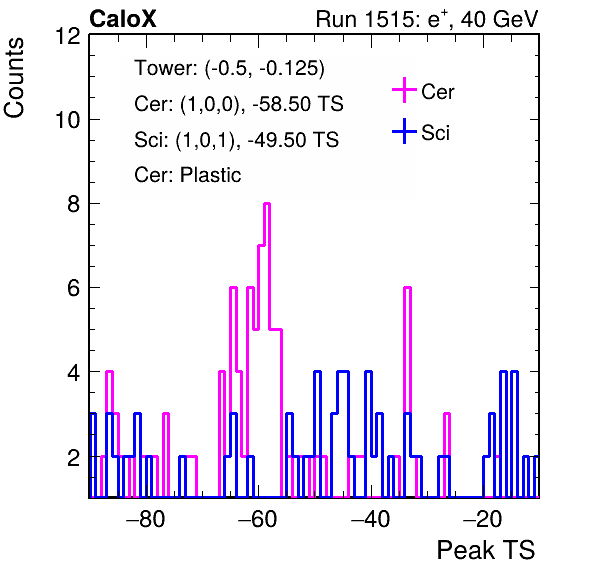 CaloX Run 1515: e⁺, 40 GeV
Counts
12
10
8
6
4
2
Tower: (-0.5, -0.125)
Cer: (1,0,0), -58.50 TS
Sci: (1,0,1), -49.50 TS
Cer: Plastic
Cer
Sci
−80 −60 −40 −20
Peak TS